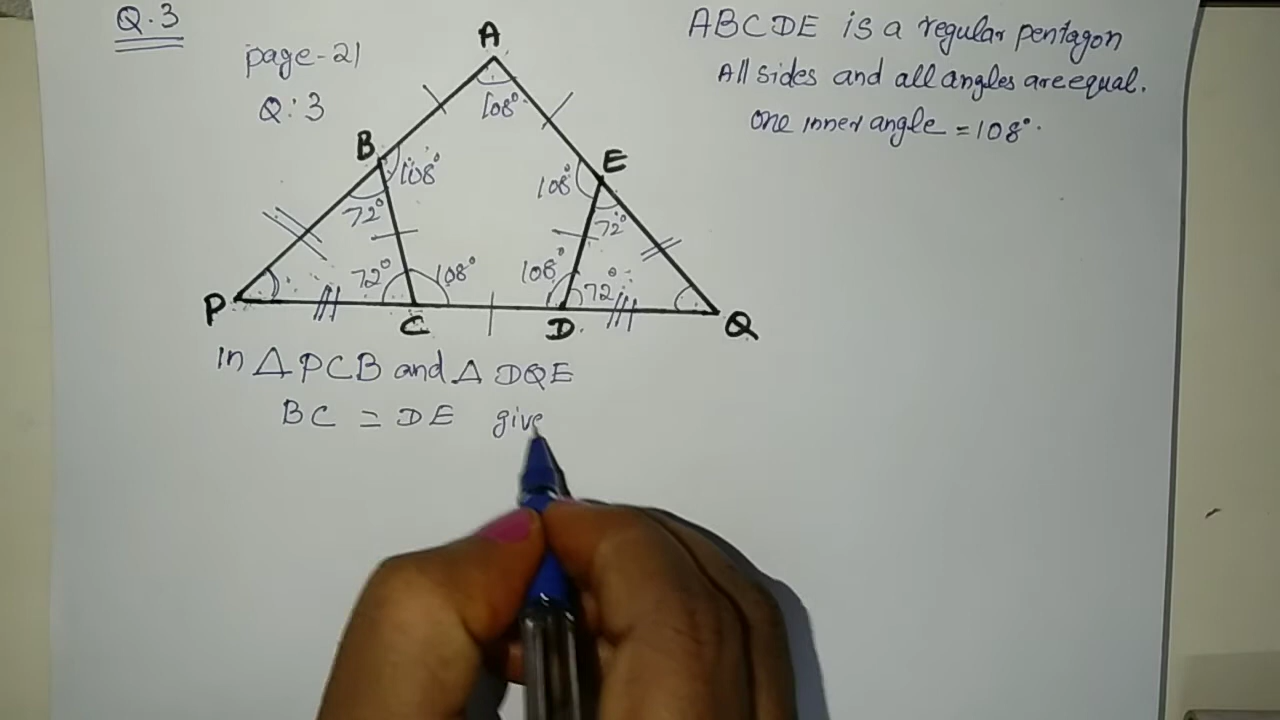 Q.3
page-21
Q:3
ABCDE is a regular pentagon
All sides and all angles are equal.
One inner angle = 108°.
A
108°
B
108°
72°
E
108°
72°
72°
108°
108°
72°
P
C
D
Q
In △PCB and △ DQE
BC = DE give